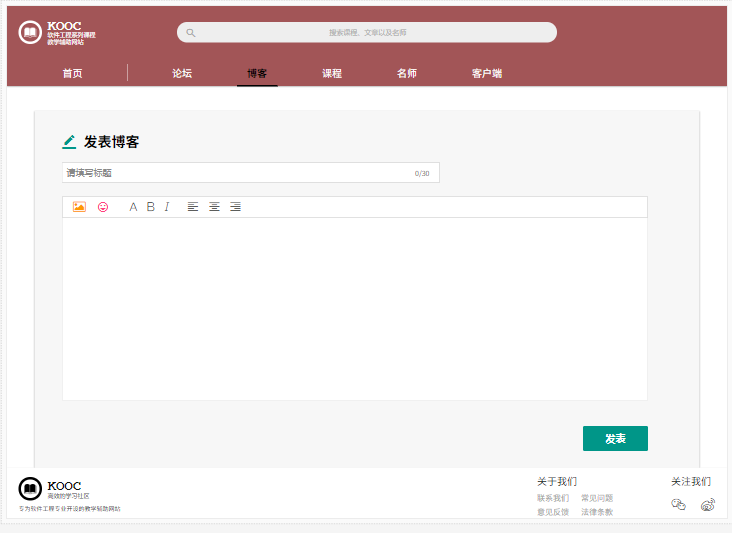 KOOC
软件工程系列课程
教学辅助网站
搜索课程、文章以及名师
首页 论坛 博客 课程 名师 客户端
发表博客
请填写标题 0/30
A B I
发表
KOOC
高效的学习社区
专为软件工程专业开设的教学辅助网站
关于我们 关注我们
联系我们 常见问题
意见反馈 法律条教